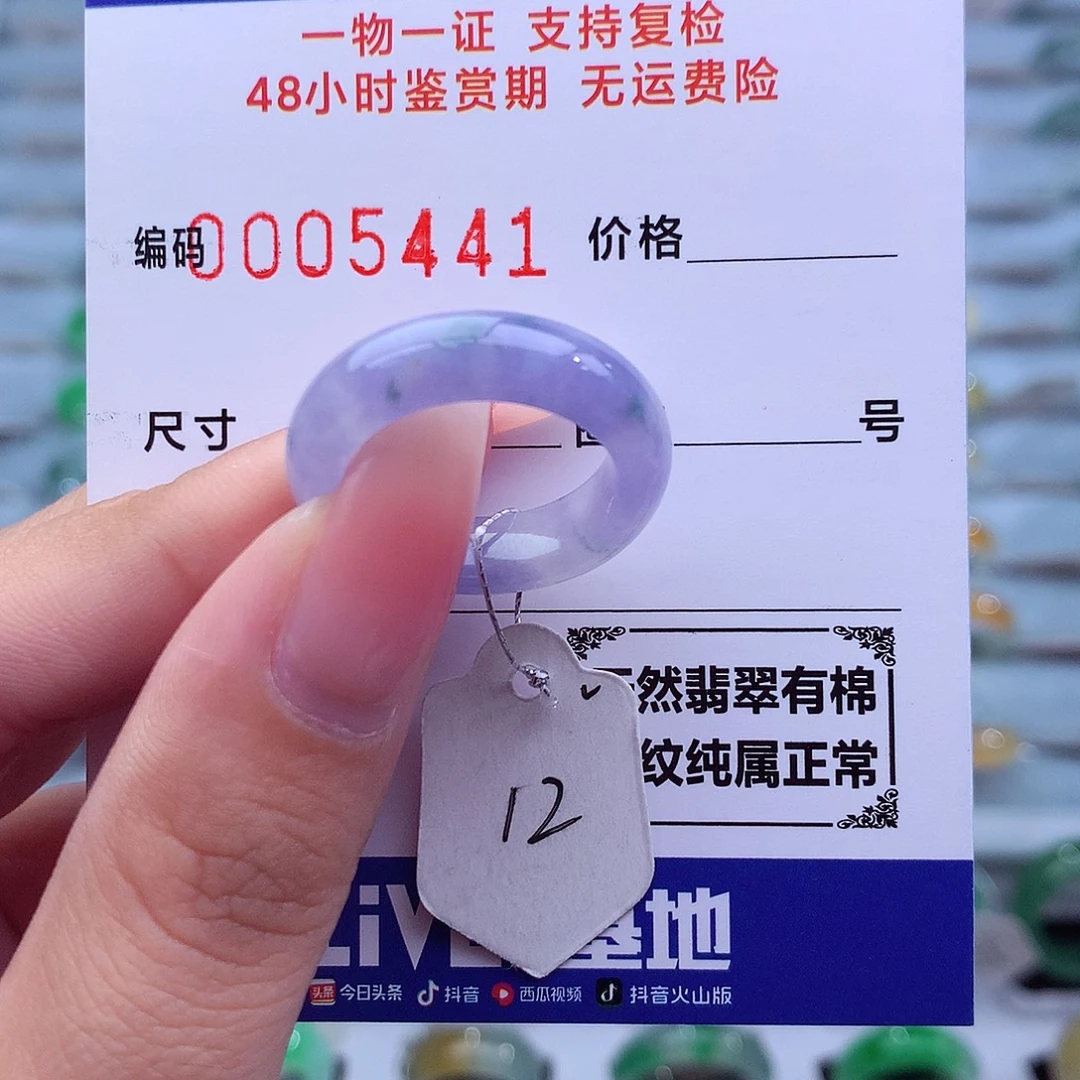 一物一证 支持复检
48小时鉴赏期 无运费险
编码0005441 价格
尺寸 号
然翡翠有棉
纹纯属正常
12
LiV 基地
今日头条 抖音 西瓜视频 抖音火山版